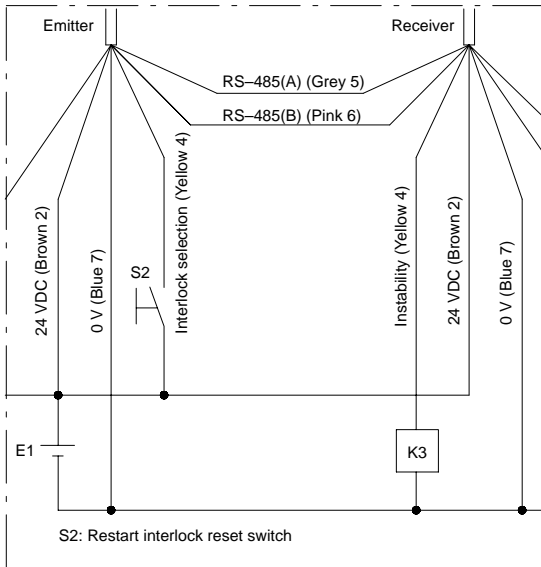 Emitter
Receiver
RS–485(A) (Grey 5)
RS–485(B) (Pink 6)
24 VDC (Brown 2)
0 V (Blue 7)
S2
Interlock selection (Yellow 4)
Instability (Yellow 4)
24 VDC (Brown 2)
0 V (Blue 7)
E1
K3
S2: Restart interlock reset switch